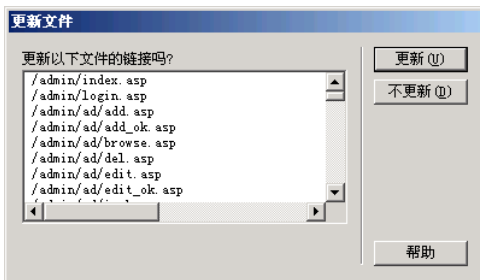 更新文件
更新以下文件的链接吗?
/admin/index.asp
/admin/login.asp
/admin/ad/add.asp
/admin/ad/add_ok.asp
/admin/ad/browse.asp
/admin/ad/del.asp
/admin/ad/edit.asp
/admin/ad/edit_ok.asp
更新(U)
不更新(D)
帮助